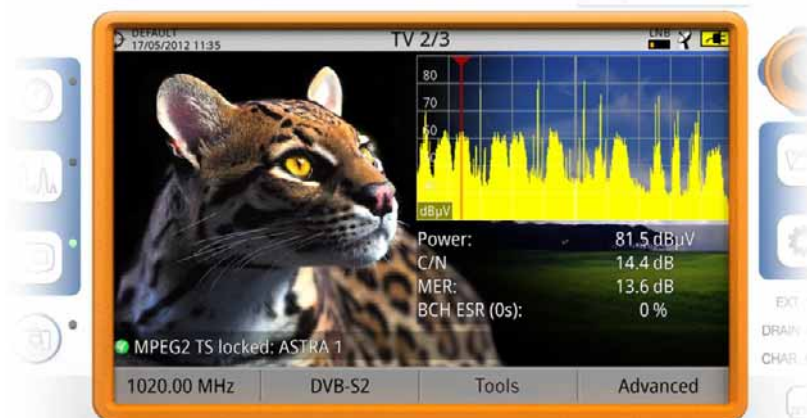 DEFAULT
17/05/2012 11:35
TV 2/3
LNB
80
70
60
dBµV
Power: 81.5 dBµV
C/N 14.4 dB
MER: 13.6 dB
BCH ESR (0s): 0 %
MPEG2 TS locked: ASTRA 1
1020.00 MHz
DVB-S2
Tools
Advanced
EXT
DRAIN
CHAR